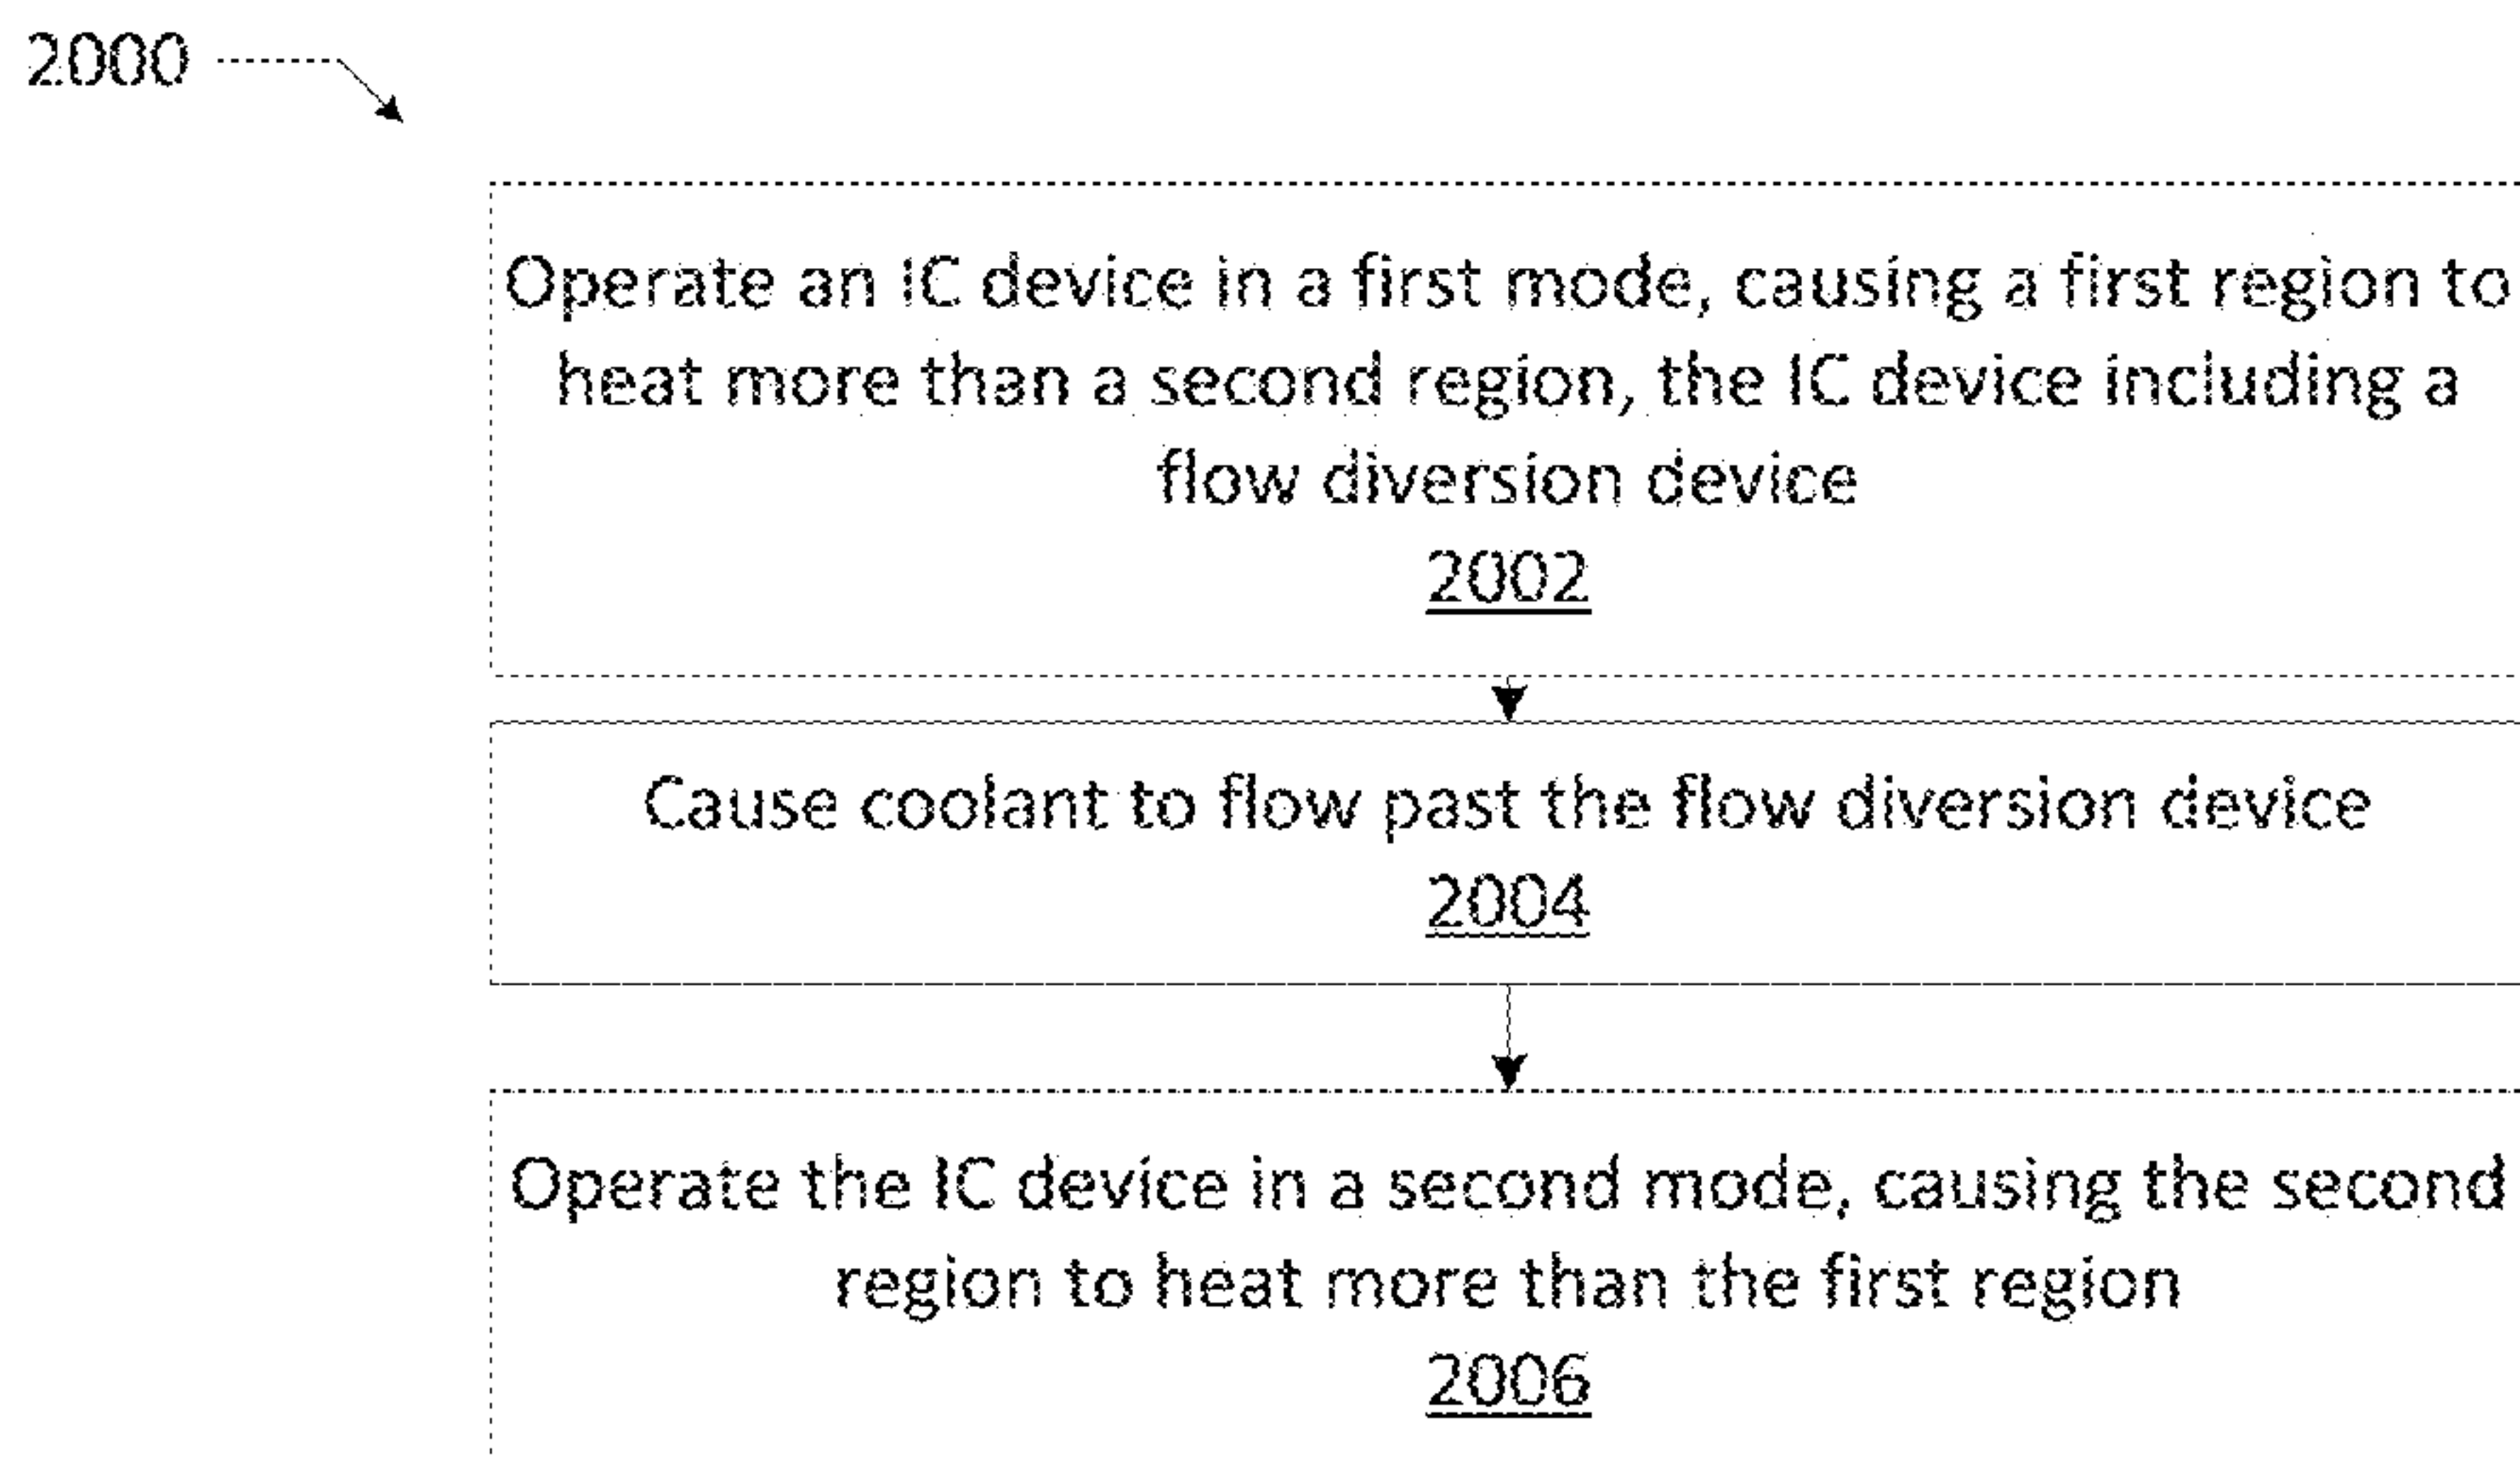 2000
Operate an IC device in a first mode, causing a first region to
heat more than a second region, the IC device including a
flow diversion device
2002
Cause coolant to flow past the flow diversion device
2004
Operate the IC device in a second mode, causing the second
region to heat more than the first region
2006